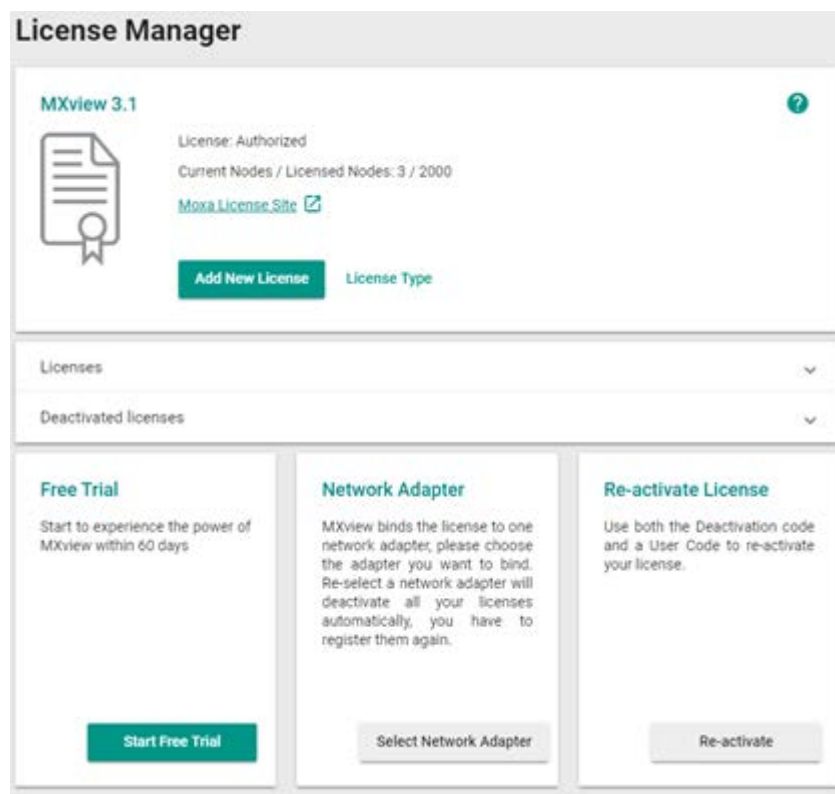 License Manager
MXview 3.1
License: Authorized
Current Nodes / Licensed Nodes: 3 / 2000
Moxa License Site
Add New License
License Type
Licenses
Deactivated licenses
Free Trial
Start to experience the power of
MXview within 60 days
Start Free Trial
Network Adapter
MXview binds the license to one
network adapter, please choose
the adapter you want to bind.
Re-select a network adapter will
deactivate all your licenses
automatically, you have to
register them again.
Select Network Adapter
Re-activate License
Use both the Deactivation code
and a User Code to re-activate
your license.
Re-activate